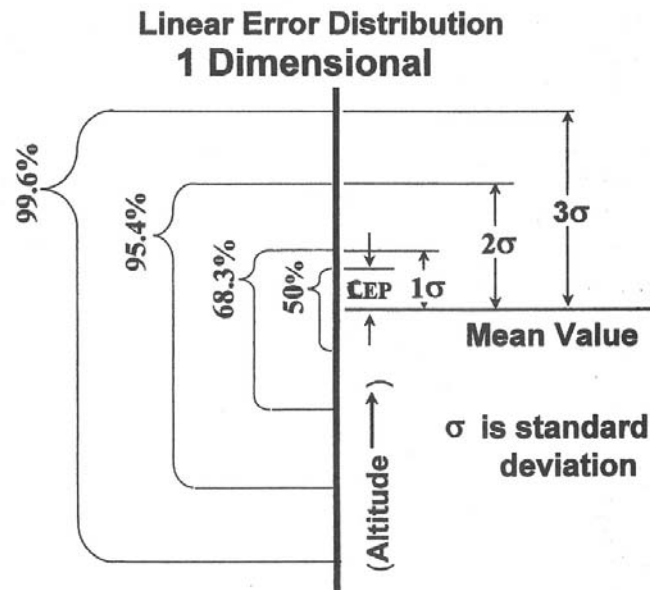 Linear Error Distribution
1 Dimensional
99.6%
95.4%
68.3%
50%
1σ
2σ
3σ
Mean Value
(Altitude → )
σ is standard
deviation